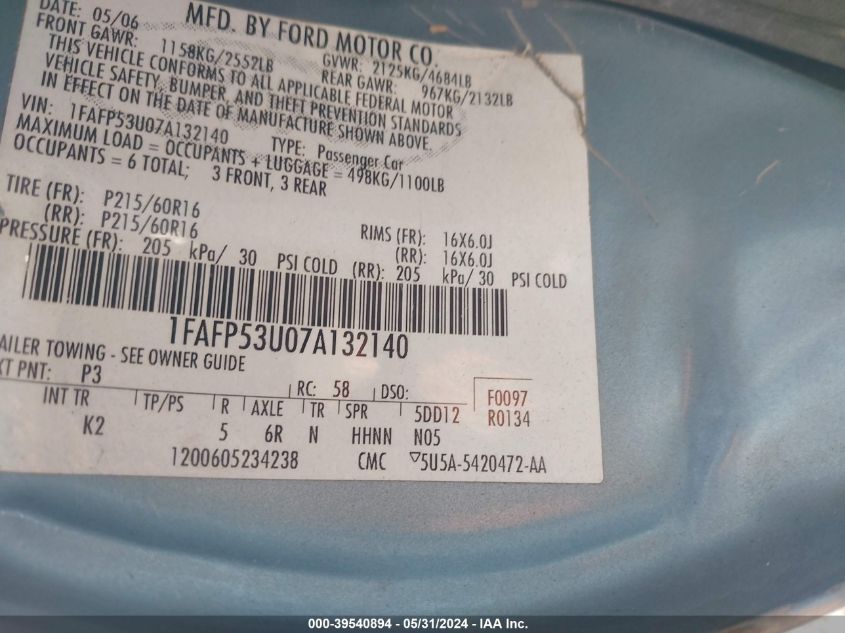 DATE: 05/06 MFD. BY FORD MOTOR CO.
FRONT GAWR: 1158KG/2552LB GVWR: 2125KG/4684LB
REAR GAWR: 967KG/2132LB
THIS VEHICLE CONFORMS TO ALL APPLICABLE FEDERAL MOTOR
VEHICLE SAFETY, BUMPER, AND THEFT PREVENTION STANDARDS
IN EFFECT ON THE DATE OF MANUFACTURE SHOWN ABOVE.
VIN: 1FAFP53U07A132140 TYPE: Passenger Car
MAXIMUM LOAD = OCCUPANTS + LUGGAGE = 498KG/1100LB
OCCUPANTS = 6 TOTAL; 3 FRONT, 3 REAR
TIRE (FR): P215/60R16 RIMS (FR): 16X6.0J
(RR): P215/60R16 (RR): 16X6.0J
PRESSURE (FR): 205 kPa/ 30 PSI COLD (RR): 205 kPa/ 30 PSI COLD
1FAFP53U07A132140
AILER TOWING - SEE OWNER GUIDE
XT PNT: P3 RC: 58 DSO: F0097
R0134
INT TR TP/PS R AXLE TR SPR 5DD12
K2 5 6R N HHNN N05
1200605234238 CMC ▽5U5A-5420472-AA
000-39540894 - 05/31/2024 - IAA Inc.